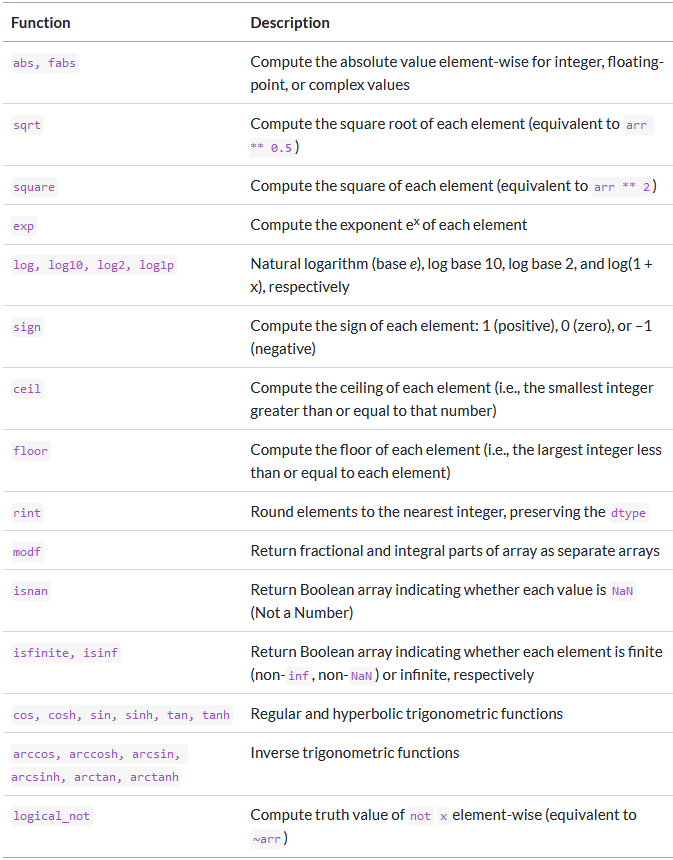 Function Description
abs, fabs Compute the absolute value element-wise for integer, floating-
point, or complex values
sqrt Compute the square root of each element (equivalent to arr
** 0.5)
square Compute the square of each element (equivalent to arr ** 2)
exp Compute the exponent eˣ of each element
log, log10, log2, log1p Natural logarithm (base e), log base 10, log base 2, and log(1 +
x), respectively
sign Compute the sign of each element: 1 (positive), 0 (zero), or –1
(negative)
ceil Compute the ceiling of each element (i.e., the smallest integer
greater than or equal to that number)
floor Compute the floor of each element (i.e., the largest integer less
than or equal to each element)
rint Round elements to the nearest integer, preserving the dtype
modf Return fractional and integral parts of array as separate arrays
isnan Return Boolean array indicating whether each value is NaN
(Not a Number)
isfinite, isinf Return Boolean array indicating whether each element is finite
(non-inf, non-NaN) or infinite, respectively
cos, cosh, sin, sinh, tan, tanh Regular and hyperbolic trigonometric functions
arccos, arccosh, arcsin, Inverse trigonometric functions
arcsinh, arctan, arctanh
logical_not Compute truth value of not x element-wise (equivalent to
~arr)